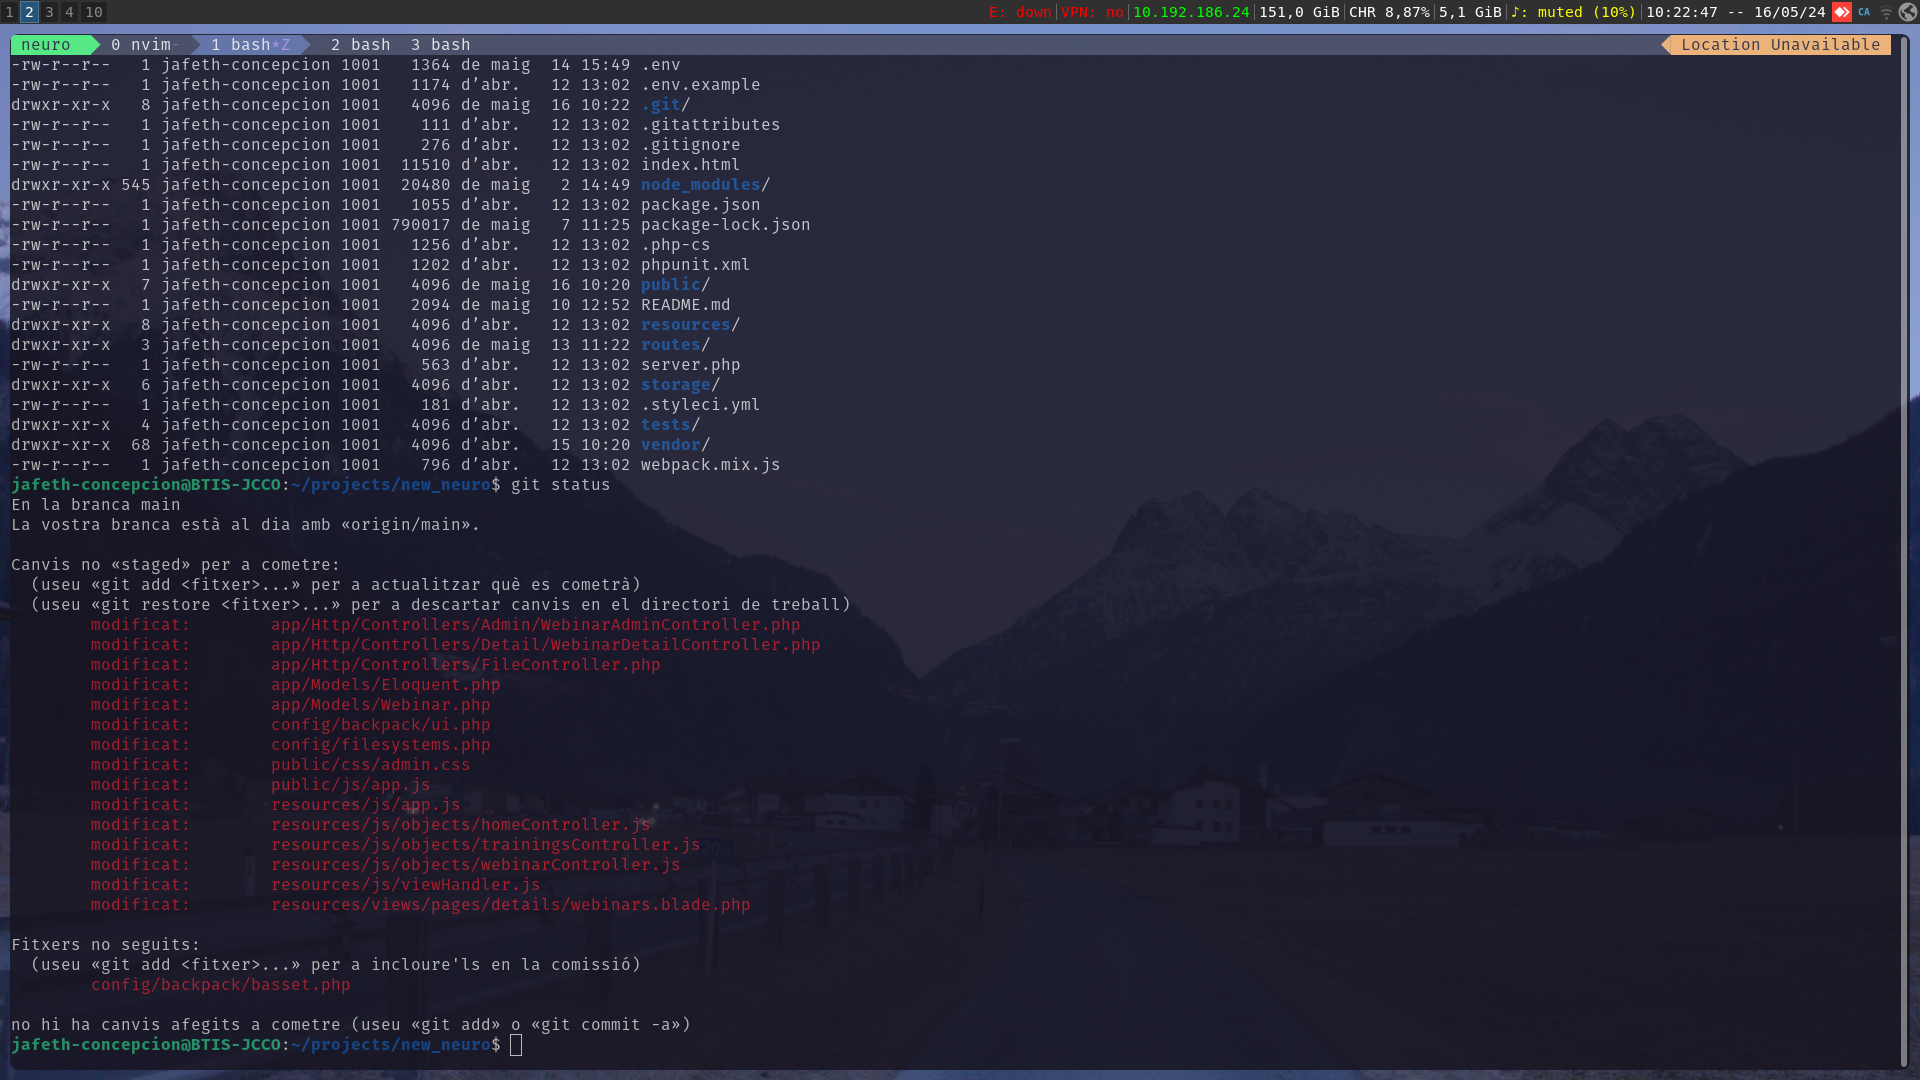 1 2 3 4 10 E: down|VPN: no|10.192.186.24|151,0 GiB|CHR 8,87%|5,1 GiB|♪: muted (10%)|10:22:47 -- 16/05/24 CA
neuro 0 nvim- 1 bash*Z 2 bash 3 bash Location Unavailable
-rw-r--r-- 1 jafeth-concepcion 1001 1364 de maig 14 15:49 .env
-rw-r--r-- 1 jafeth-concepcion 1001 1174 d’abr. 12 13:02 .env.example
drwxr-xr-x 8 jafeth-concepcion 1001 4096 de maig 16 10:22 .git/
-rw-r--r-- 1 jafeth-concepcion 1001 111 d’abr. 12 13:02 .gitattributes
-rw-r--r-- 1 jafeth-concepcion 1001 276 d’abr. 12 13:02 .gitignore
-rw-r--r-- 1 jafeth-concepcion 1001 11510 d’abr. 12 13:02 index.html
drwxr-xr-x 545 jafeth-concepcion 1001 20480 de maig 2 14:49 node_modules/
-rw-r--r-- 1 jafeth-concepcion 1001 1055 d’abr. 12 13:02 package.json
-rw-r--r-- 1 jafeth-concepcion 1001 790017 de maig 7 11:25 package-lock.json
-rw-r--r-- 1 jafeth-concepcion 1001 1256 d’abr. 12 13:02 .php-cs
-rw-r--r-- 1 jafeth-concepcion 1001 1202 d’abr. 12 13:02 phpunit.xml
drwxr-xr-x 7 jafeth-concepcion 1001 4096 de maig 16 10:20 public/
-rw-r--r-- 1 jafeth-concepcion 1001 2094 de maig 10 12:52 README.md
drwxr-xr-x 8 jafeth-concepcion 1001 4096 d’abr. 12 13:02 resources/
drwxr-xr-x 3 jafeth-concepcion 1001 4096 de maig 13 11:22 routes/
-rw-r--r-- 1 jafeth-concepcion 1001 563 d’abr. 12 13:02 server.php
drwxr-xr-x 6 jafeth-concepcion 1001 4096 d’abr. 12 13:02 storage/
-rw-r--r-- 1 jafeth-concepcion 1001 181 d’abr. 12 13:02 .styleci.yml
drwxr-xr-x 4 jafeth-concepcion 1001 4096 d’abr. 12 13:02 tests/
drwxr-xr-x 68 jafeth-concepcion 1001 4096 d’abr. 15 10:20 vendor/
-rw-r--r-- 1 jafeth-concepcion 1001 796 d’abr. 12 13:02 webpack.mix.js
jafeth-concepcion@BTIS-JCCO:~/projects/new_neuro$ git status
En la branca main
La vostra branca està al dia amb «origin/main».
Canvis no «staged» per a cometre:
(useu «git add <fitxer>...» per a actualitzar què es cometrà)
(useu «git restore <fitxer>...» per a descartar canvis en el directori de treball)
modificat: app/Http/Controllers/Admin/WebinarAdminController.php
modificat: app/Http/Controllers/Detail/WebinarDetailController.php
modificat: app/Http/Controllers/FileController.php
modificat: app/Models/Eloquent.php
modificat: app/Models/Webinar.php
modificat: config/backpack/ui.php
modificat: config/filesystems.php
modificat: public/css/admin.css
modificat: public/js/app.js
modificat: resources/js/app.js
modificat: resources/js/objects/homeController.js
modificat: resources/js/objects/trainingsController.js
modificat: resources/js/objects/webinarController.js
modificat: resources/js/viewHandler.js
modificat: resources/views/pages/details/webinars.blade.php
Fitxers no seguits:
(useu «git add <fitxer>...» per a incloure'ls en la comissió)
config/backpack/basset.php
no hi ha canvis afegits a cometre (useu «git add» o «git commit -a»)
jafeth-concepcion@BTIS-JCCO:~/projects/new_neuro$